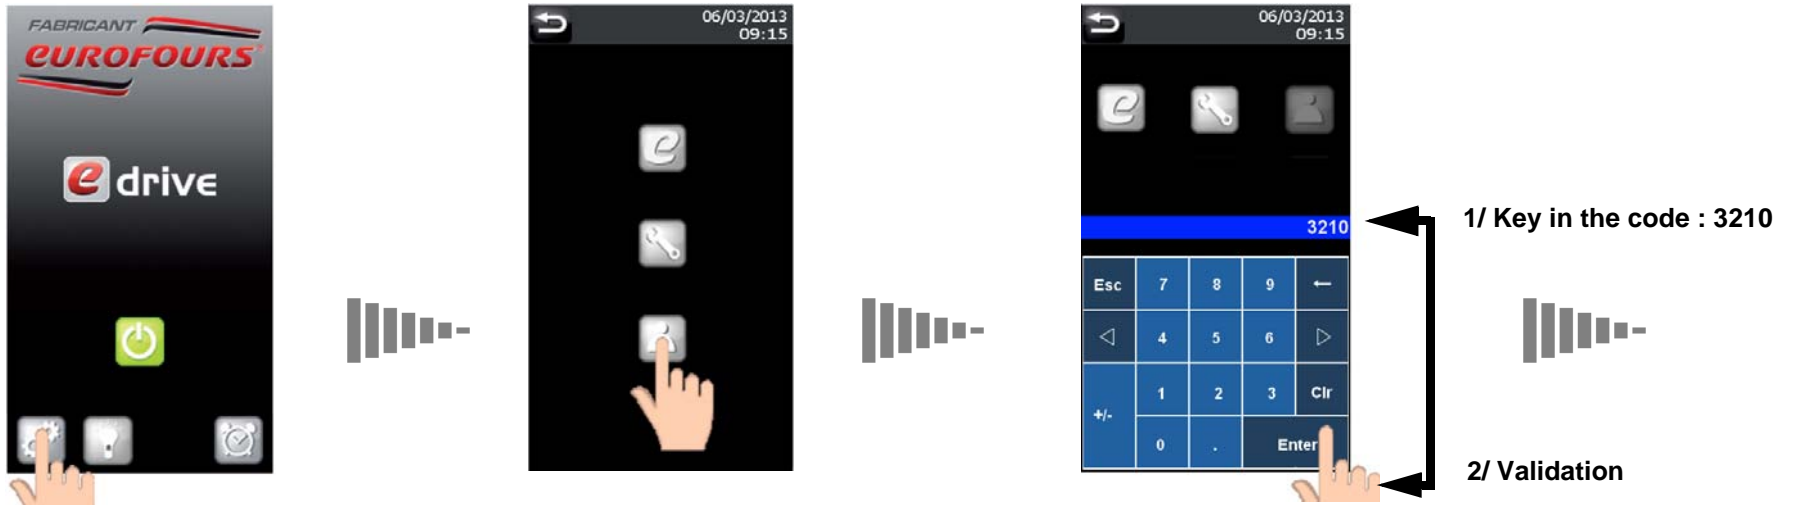 FABRICANT
eUROFOURS
e drive
06/03/2013
09:15
06/03/2013
09:15
3210
1/ Key in the code : 3210
Esc 7 8 9 ←
◁ 4 5 6 ▷
+/- 1 2 3 Clr
0 . Enter
2/ Validation